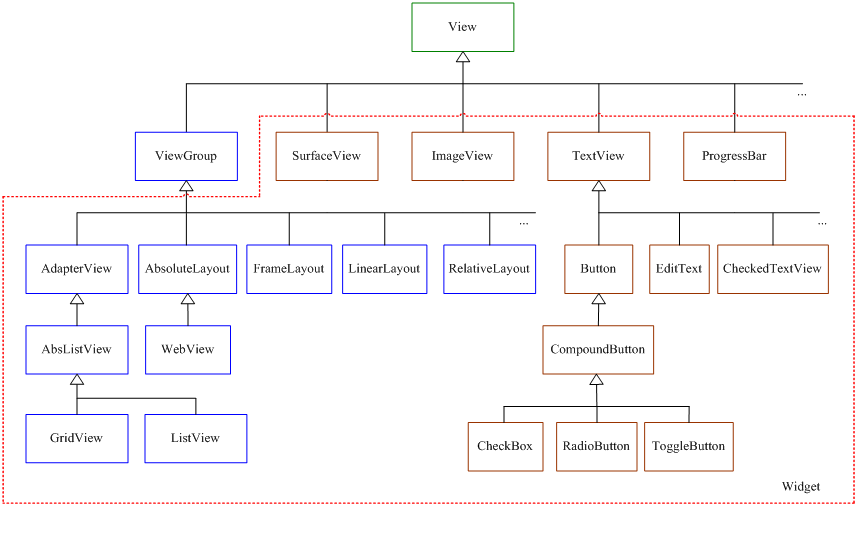 View
...
ViewGroup
SurfaceView
ImageView
TextView
ProgressBar
...
...
AdapterView
AbsoluteLayout
FrameLayout
LinearLayout
RelativeLayout
Button
EditText
CheckedTextView
AbsListView
WebView
CompoundButton
GridView
ListView
CheckBox
RadioButton
ToggleButton
Widget